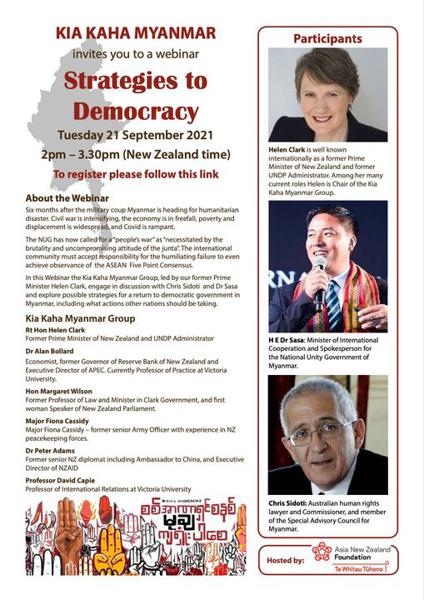 KIA KAHA MYANMAR
invites you to a webinar
Strategies to
Democracy
Tuesday 21 September 2021
2pm – 3.30pm (New Zealand time)
To register please follow this link
About the Webinar
Six months after the military coup Myanmar is heading for humanitarian
disaster. Civil war is intensifying, the economy is in freefall, poverty and
displacement is widespread, and Covid is rampant.
The NUG has now called for a "people's war" as "necessitated by the
brutality and uncompromising attitude of the junta". The international
community must accept responsibility for the humiliating failure to even
achieve observance of the ASEAN Five Point Consensus.
In this Webinar the Kia Kaha Myanmar Group, led by our former Prime
Minister Helen Clark, engage in discussion with Chris Sidoti and Dr Sasa
and explore possible strategies for a return to democratic government in
Myanmar, including what actions other nations should be taking.
Kia Kaha Myanmar Group
Rt Hon Helen Clark
Former Prime Minister of New Zealand and UNDP Administrator
Dr Alan Bollard
Economist, former Governor of Reserve Bank of New Zealand and
Executive Director of APEC. Currently Professor of Practice at Victoria
University.
Hon Margaret Wilson
Former Professor of Law and Minister in Clark Government, and first
woman Speaker of New Zealand Parliament.
Major Fiona Cassidy
Major Fiona Cassidy – former senior Army Officer with experience in NZ
peacekeeping forces.
Dr Peter Adams
Former senior NZ diplomat including Ambassador to China, and Executive
Director of NZAID
Professor David Capie
Professor of International Relations at Victoria University
စစ်အာဏာရှင်စနစ်
မုချ
ကျရှုံးပါစေ
Participants
Helen Clark is well known
internationally as a former Prime
Minister of New Zealand and former
UNDP Administrator. Among her many
current roles Helen is Chair of the Kia
Kaha Myanmar Group.
H E Dr Sasa: Minister of International
Cooperation and Spokesperson for
the National Unity Government of
Myanmar.
Chris Sidoti: Australian human rights
lawyer and Commissioner, and member
of the Special Advisory Council for
Myanmar.
Hosted by:
Asia New Zealand
Foundation
Te Whītau Tūhono